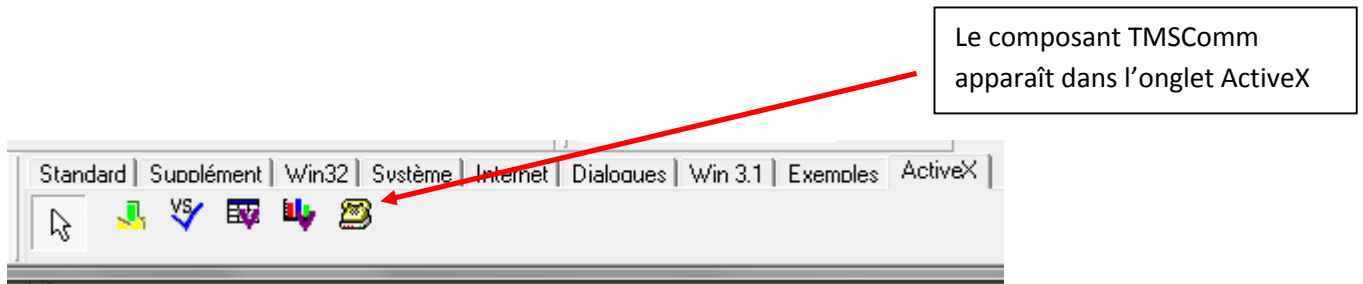 Le composant TMSComm
apparaît dans l’onglet ActiveX
Standard Supplément Win32 Système Internet Dialogues Win 3.1 Exemples ActiveX
VS